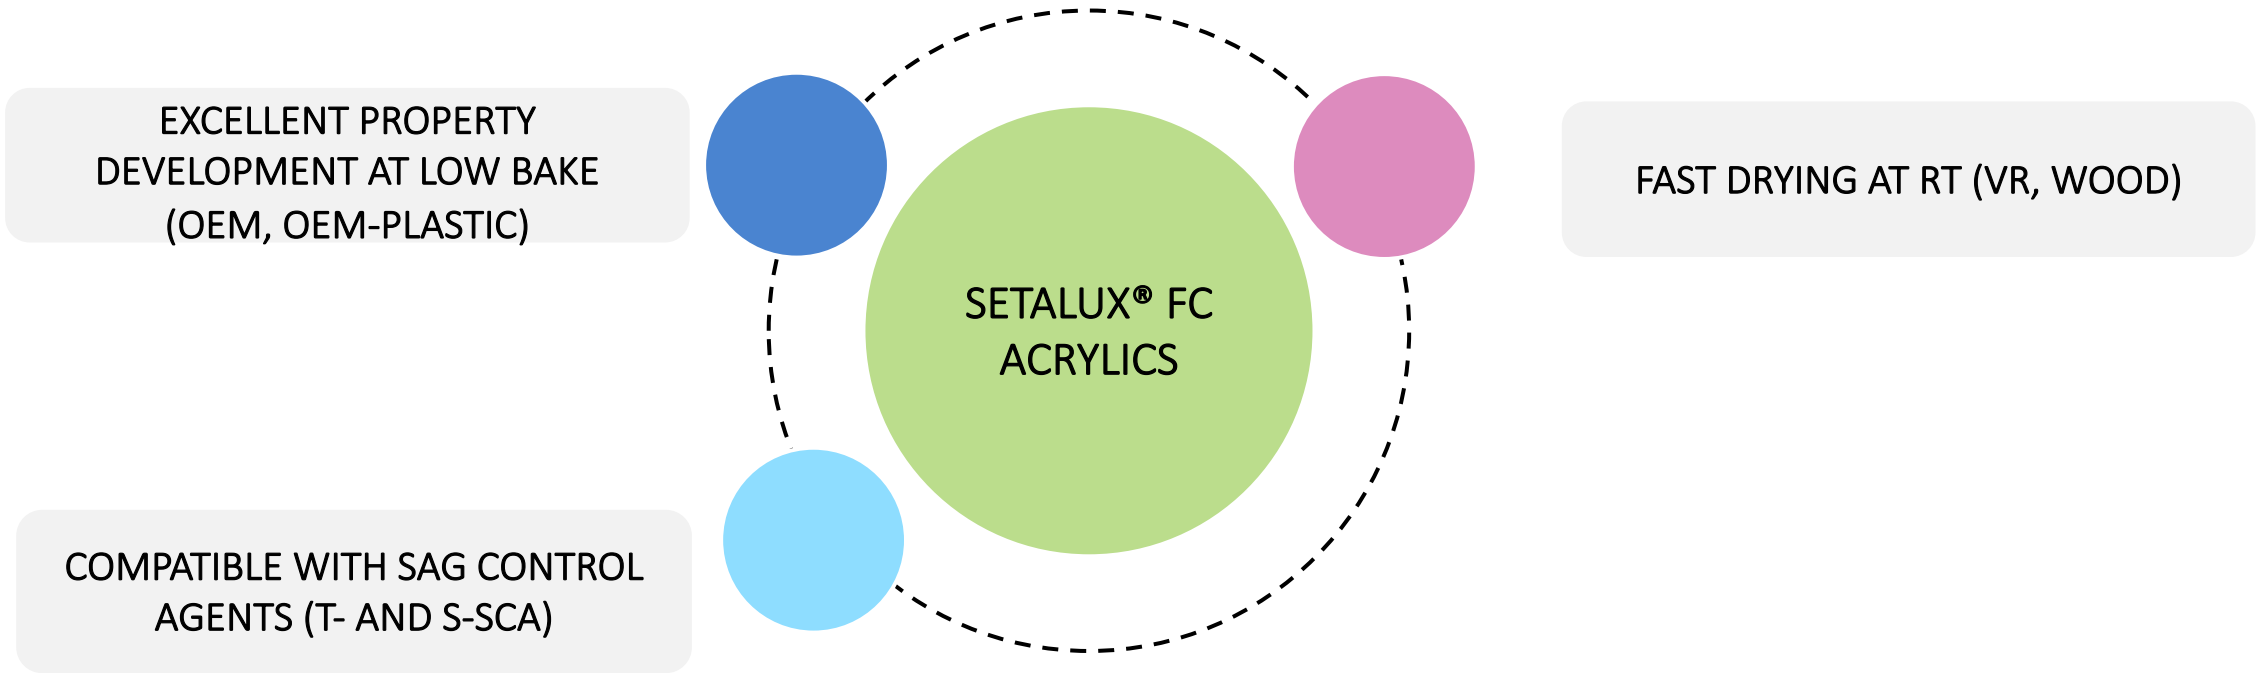 EXCELLENT PROPERTY
DEVELOPMENT AT LOW BAKE
(OEM, OEM-PLASTIC)
FAST DRYING AT RT (VR, WOOD)
SETALUX® FC
ACRYLICS
COMPATIBLE WITH SAG CONTROL
AGENTS (T- AND S-SCA)